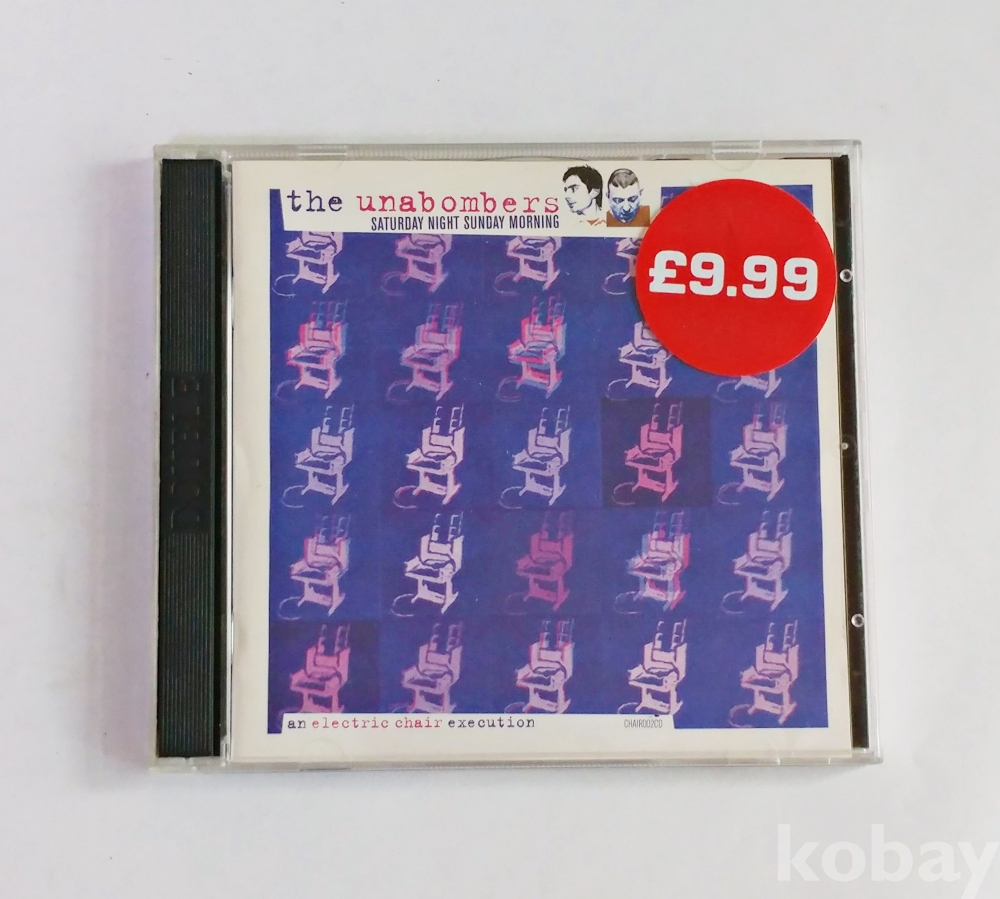 the unabombers
SATURDAY NIGHT SUNDAY MORNING
£9.99
an electric chair execution
CHAIR002CD
kobay